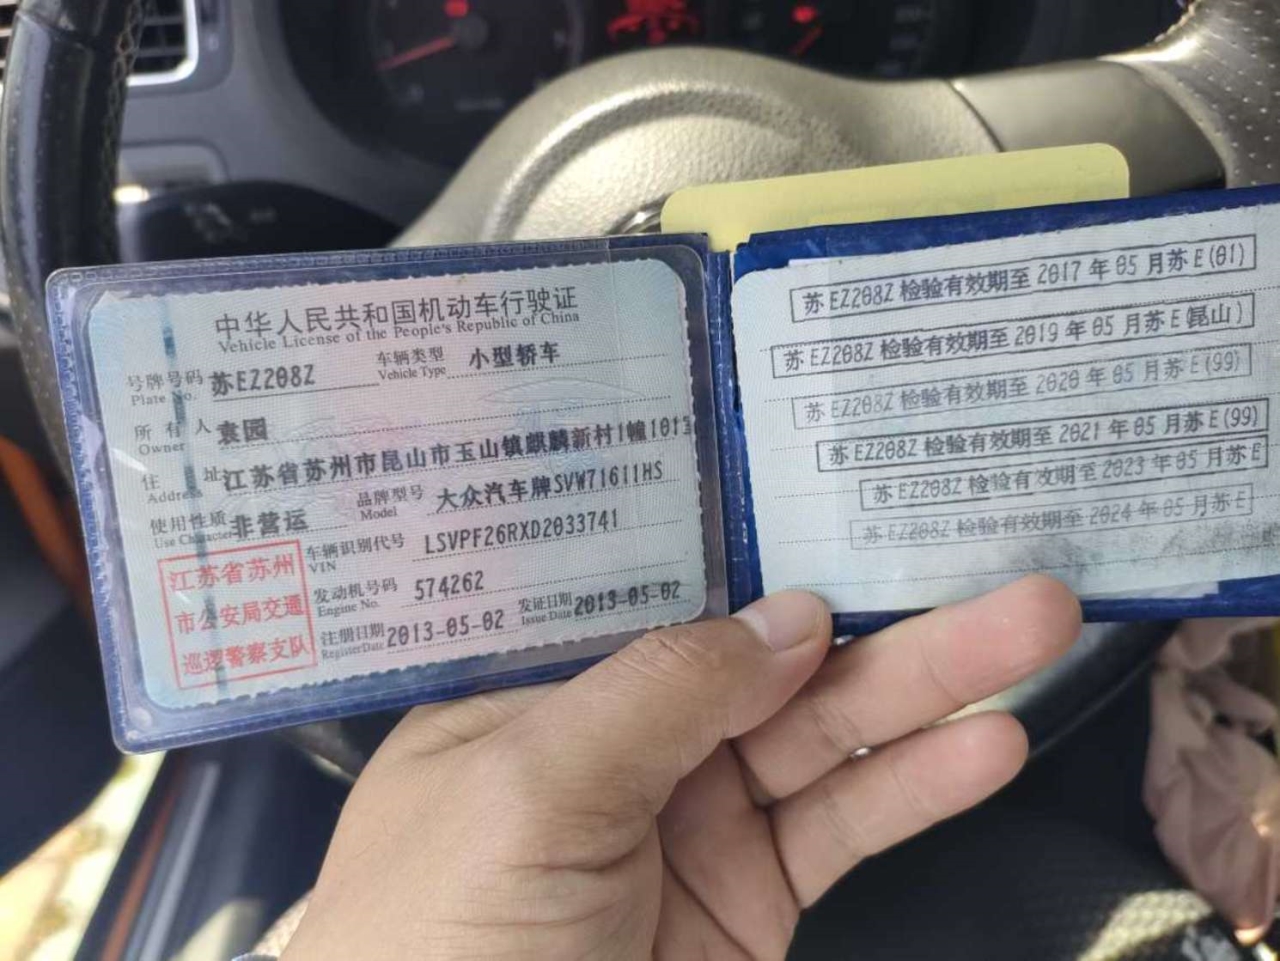 中华人民共和国机动车行驶证
Vehicle License of the People's Republic of China
号牌号码 苏EZ208Z 车辆类型 小型轿车
Plate No. Vehicle Type
所有人 袁园
Owner
住址 江苏省苏州市昆山市玉山镇麒麟新村1幢101室
Address
使用性质 非营运 品牌型号 大众汽车牌SVW71611HS
Use Character Model
车辆识别代号 LSVPF26RXD2033741
VIN
发动机号码 574262
Engine No.
注册日期 2013-05-02 发证日期 2013-05-02
Register Date Issue Date
江苏省苏州
市公安局交通
巡逻警察支队
苏EZ208Z检验有效期至2017年05月苏E(01)
苏EZ208Z检验有效期至2019年05月苏E(昆山)
苏EZ208Z检验有效期至2020年05月苏E(99)
苏EZ208Z检验有效期至2021年05月苏E(99)
苏EZ208Z检验有效期至2023年05月苏E
苏EZ208Z检验有效期至2024年05月苏E